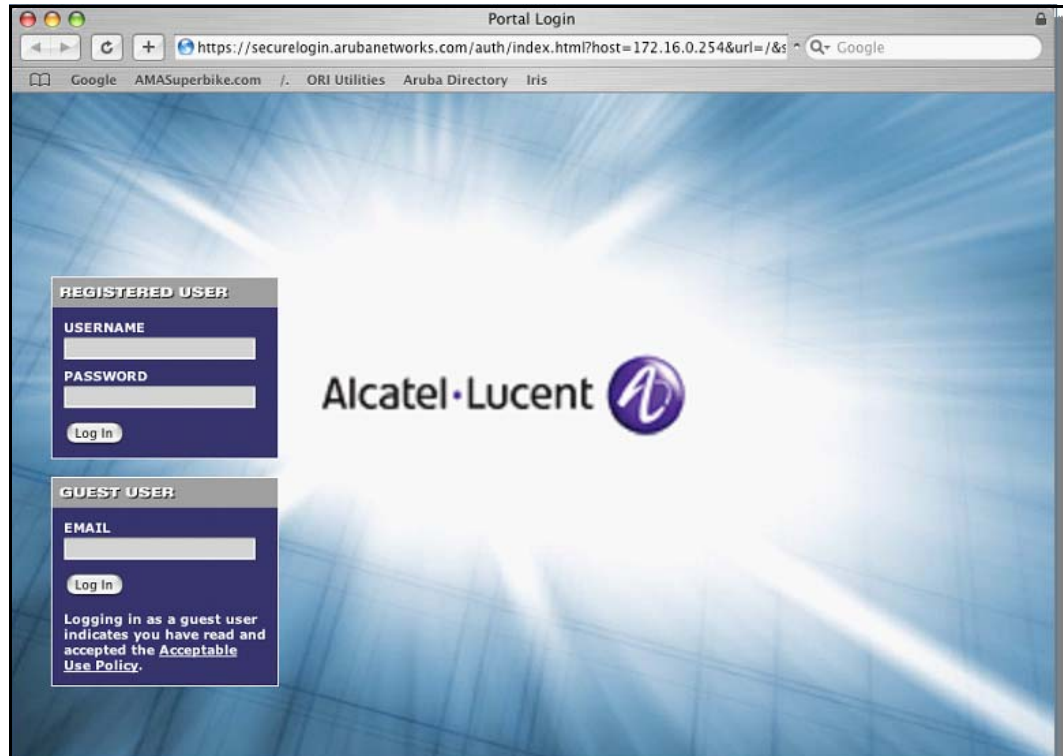 Portal Login
https://securelogin.arubanetworks.com/auth/index.html?host=172.16.0.254&url=/&s
Google
Google AMASuperbike.com /. ORI Utilities Aruba Directory Iris
REGISTERED USER
USERNAME
PASSWORD
Log In
Alcatel·Lucent
GUEST USER
EMAIL
Log In
Logging in as a guest user
indicates you have read and
accepted the Acceptable
Use Policy.